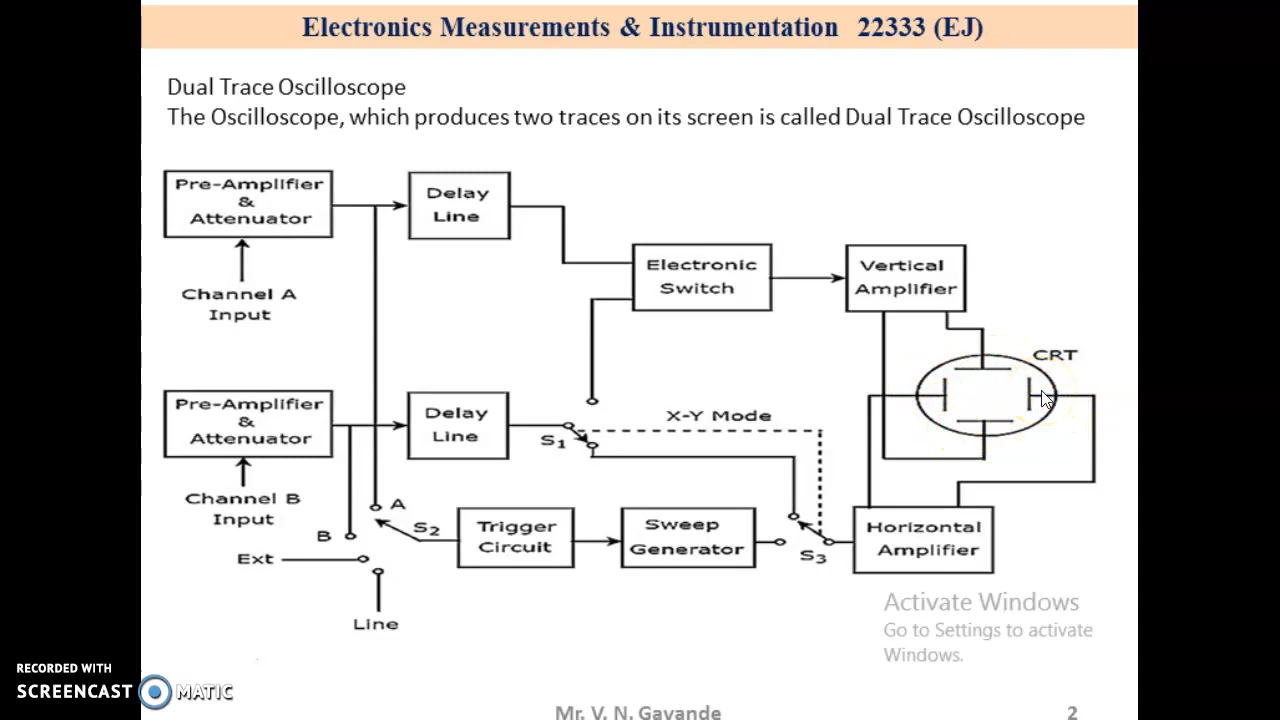 Electronics Measurements & Instrumentation 22333 (EJ)
Dual Trace Oscilloscope
The Oscilloscope, which produces two traces on its screen is called Dual Trace Oscilloscope
Pre-Amplifier
&
Attenuator
Delay
Line
Channel A
Input
Electronic
Switch
Vertical
Amplifier
CRT
Pre-Amplifier
&
Attenuator
Delay
Line
S1
X-Y Mode
Channel B
Input
A
B
S2
Ext
Line
Trigger
Circuit
Sweep
Generator
S3
Horizontal
Amplifier
Activate Windows
Go to Settings to activate
Windows.
RECORDED WITH
SCREENCAST MATIC
Mr. V. N. Gavande
2